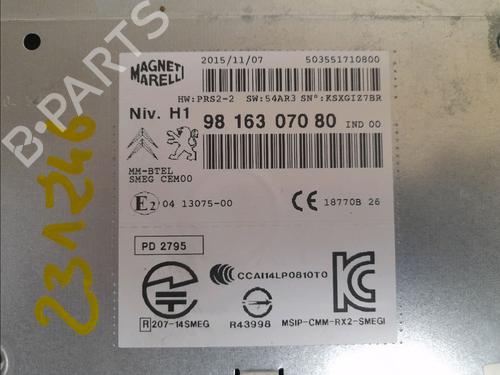 MAGNETI
MARELLI
2015/11/07 503551710800
HW:PRS2-2 SW:54AR3 SN°:KSXGIZ7BR
Niv. H1 98 163 070 80 IND 00
MM-BTEL
SMEG CEM00
E2 04 13075-00 CE 18770B 26
PD 2795
CCAI14LP0810T0
R 207-14SMEG R43998 MSIP-CMM-RX2-SMEGI
231246
B-PARTS